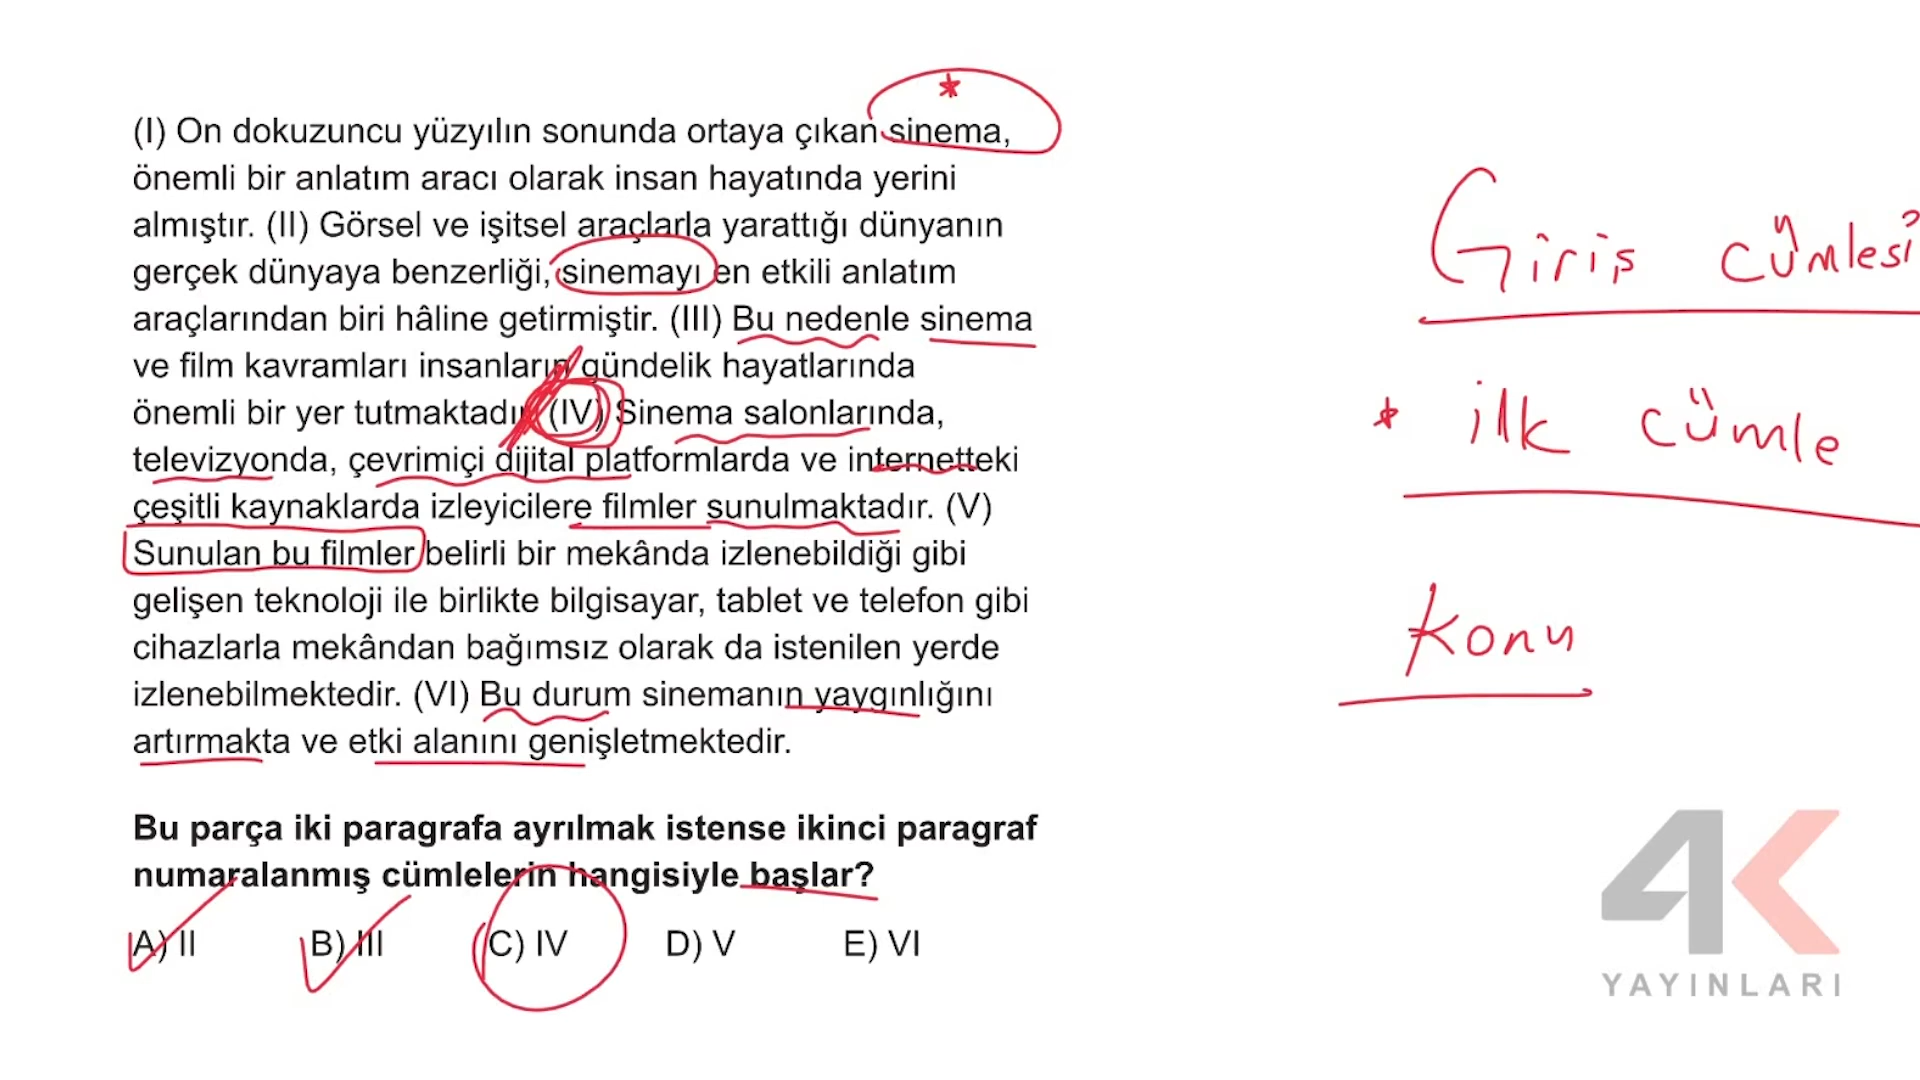 *
(I) On dokuzuncu yüzyılın sonunda ortaya çıkan sinema,
önemli bir anlatım aracı olarak insan hayatında yerini
almıştır. (II) Görsel ve işitsel araçlarla yarattığı dünyanın
gerçek dünyaya benzerliği, sinemayı en etkili anlatım
araçlarından biri hâline getirmiştir. (III) Bu nedenle sinema
ve film kavramları insanların gündelik hayatlarında
önemli bir yer tutmaktadır. (IV) Sinema salonlarında,
televizyonda, çevrimiçi dijital platformlarda ve internetteki
çeşitli kaynaklarda izleyicilere filmler sunulmaktadır. (V)
Sunulan bu filmler belirli bir mekânda izlenebildiği gibi
gelişen teknoloji ile birlikte bilgisayar, tablet ve telefon gibi
cihazlarla mekândan bağımsız olarak da istenilen yerde
izlenebilmektedir. (VI) Bu durum sinemanın yaygınlığını
artırmakta ve etki alanını genişletmektedir.
Bu parça iki paragrafa ayrılmak istense ikinci paragraf
numaralanmış cümlelerin hangisiyle başlar?
A) II B) III C) IV D) V E) VI
Giriş cümlesi
* ilk cümle
Konu
4K
YAYINLARI